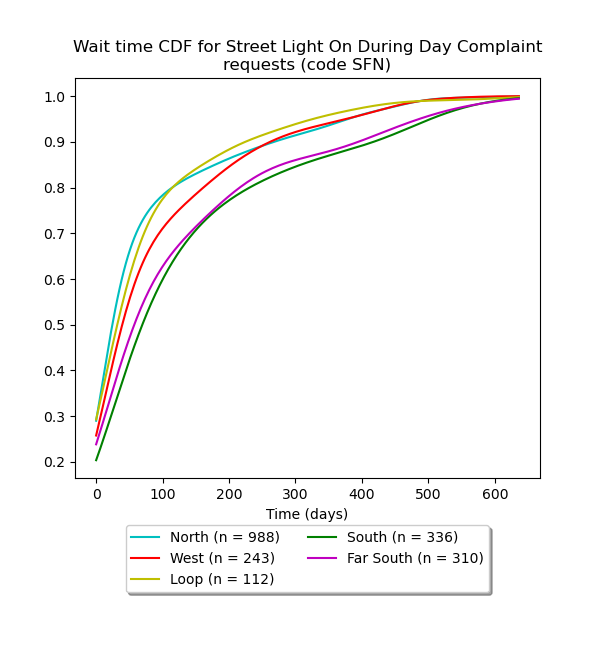 Wait time CDF for Street Light On During Day Complaint
requests (code SFN)
1.0
0.9
0.8
0.7
0.6
0.5
0.4
0.3
0.2
0 100 200 300 400 500 600
Time (days)
North (n = 988) South (n = 336)
West (n = 243) Far South (n = 310)
Loop (n = 112)